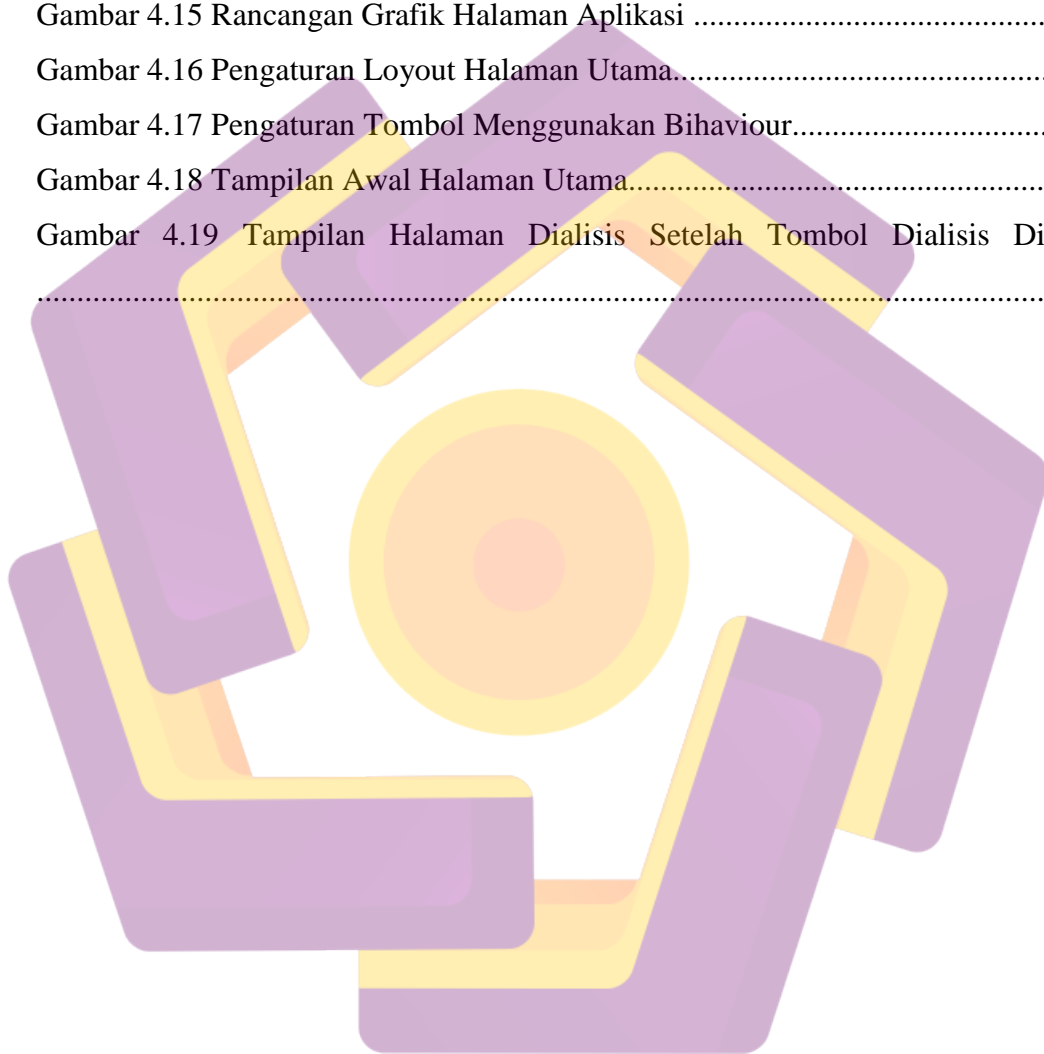 Gambar 4.15 Rancangan Grafik Halaman Aplikasi ............................................
Gambar 4.16 Pengaturan Loyout Halaman Utama...............................................
Gambar 4.17 Pengaturan Tombol Menggunakan Bihaviour................................
Gambar 4.18 Tampilan Awal Halaman Utama....................................................
Gambar 4.19 Tampilan Halaman Dialisis Setelah Tombol Dialisis Di
................................................................................................................................